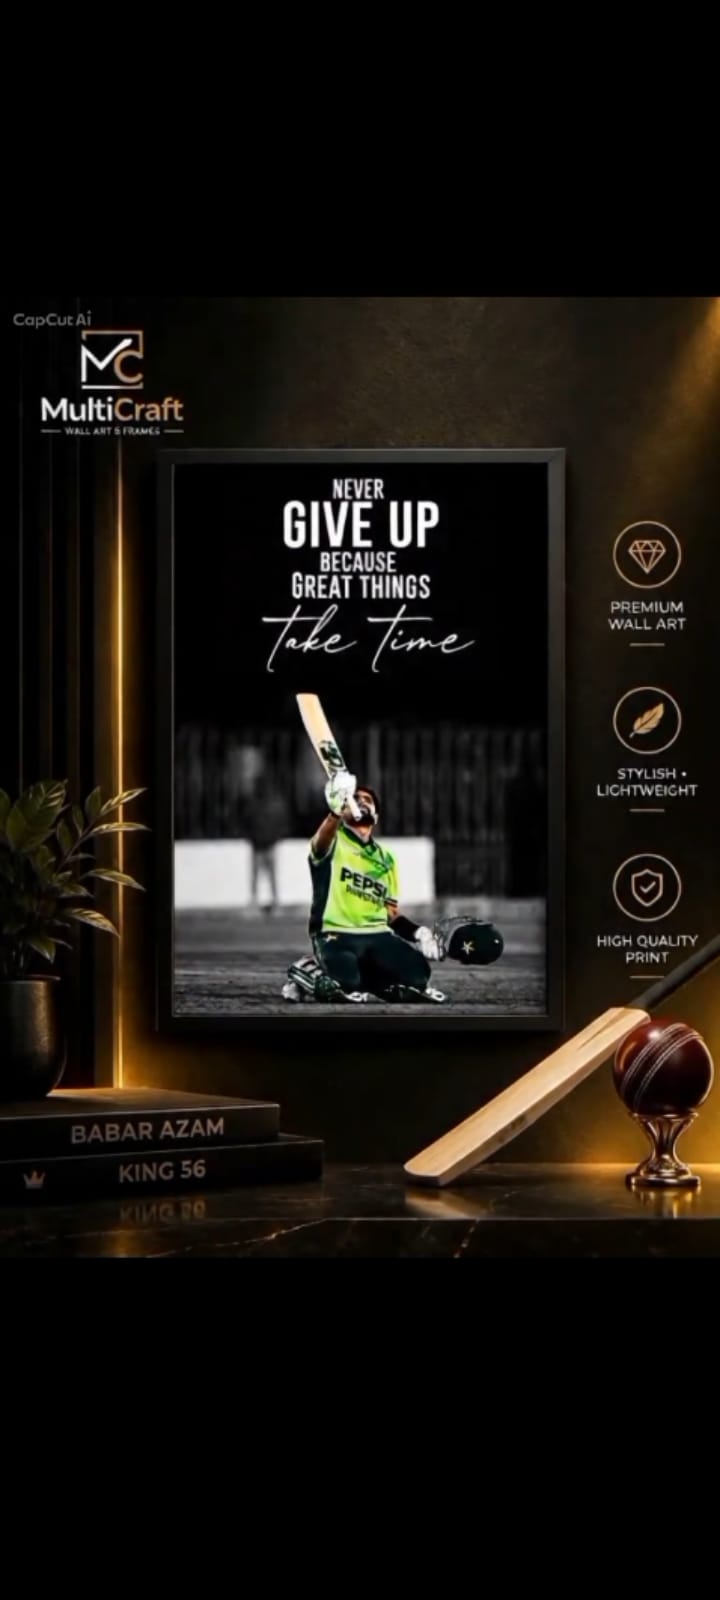 CapCut Ai
MC
MultiCraft
WALL ART & FRAMES
NEVER
GIVE UP
BECAUSE
GREAT THINGS
Take Time
PEPSI
PREMIUM
WALL ART
STYLISH •
LIGHTWEIGHT
HIGH QUALITY
PRINT
BABAR AZAM
KING 56